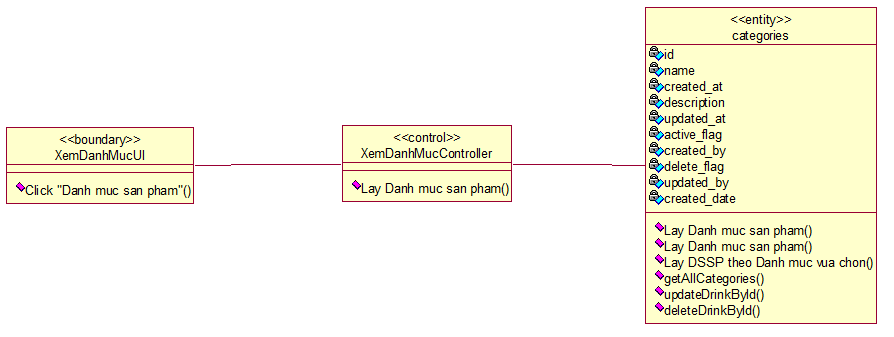 <<boundary>>
XemDanhMucUI
Click "Danh muc san pham"()
<<control>>
XemDanhMucController
Lay Danh muc san pham()
<<entity>>
categories
id
name
created_at
description
updated_at
active_flag
created_by
delete_flag
updated_by
created_date
Lay Danh muc san pham()
Lay Danh muc san pham()
Lay DSSP theo Danh muc vua chon()
getAllCategories()
updateDrinkById()
deleteDrinkById()